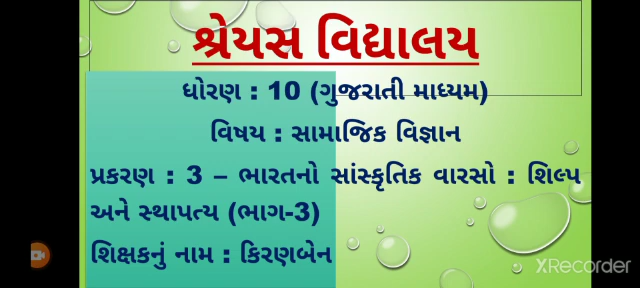 શ્રેયસ વિદ્યાલય
ધોરણ : 10 (ગુજરાતી માધ્યમ)
વિષય : સામાજિક વિજ્ઞાન
પ્રકરણ : 3 – ભારતનો સાંસ્કૃતિક વારસો : શિલ્પ
અને સ્થાપત્ય (ભાગ-3)
શિક્ષકનું નામ : કિરણબેન
XRecorder